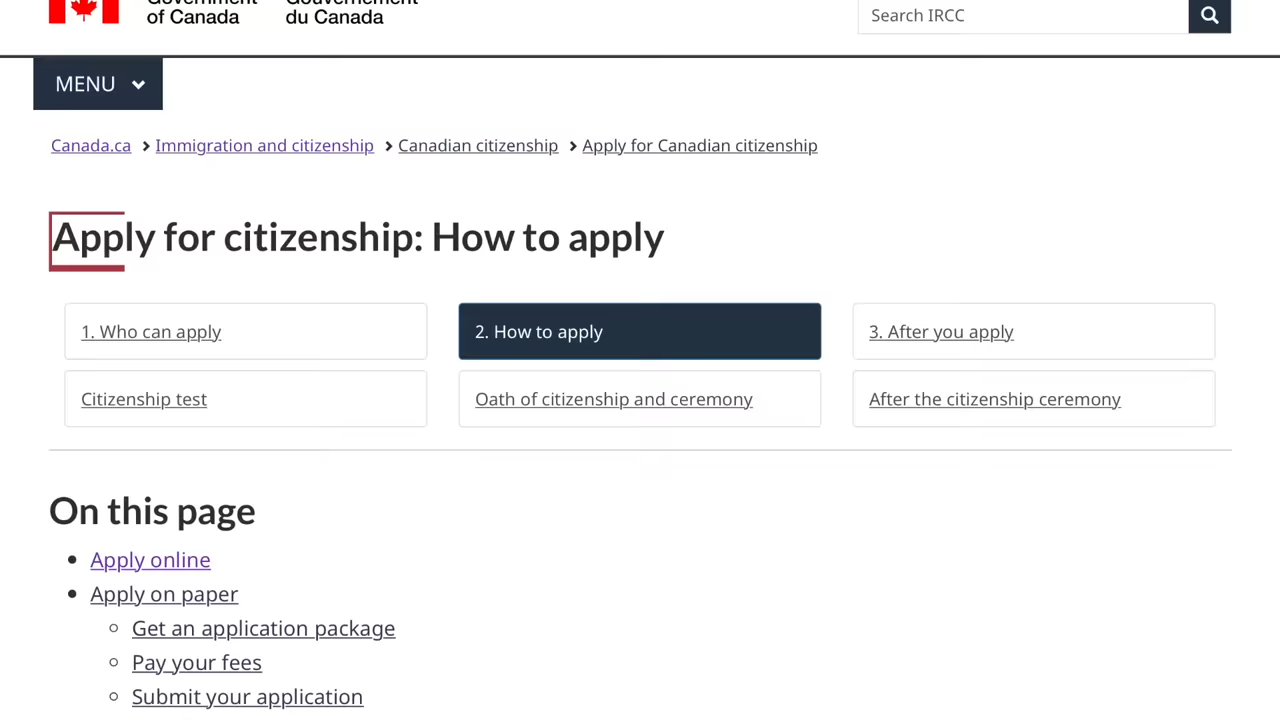 Government Gouvernement
of Canada du Canada
Search IRCC
MENU
Canada.ca > Immigration and citizenship > Canadian citizenship > Apply for Canadian citizenship
Apply for citizenship: How to apply
1. Who can apply
2. How to apply
3. After you apply
Citizenship test
Oath of citizenship and ceremony
After the citizenship ceremony
On this page
Apply online
Apply on paper
Get an application package
Pay your fees
Submit your application